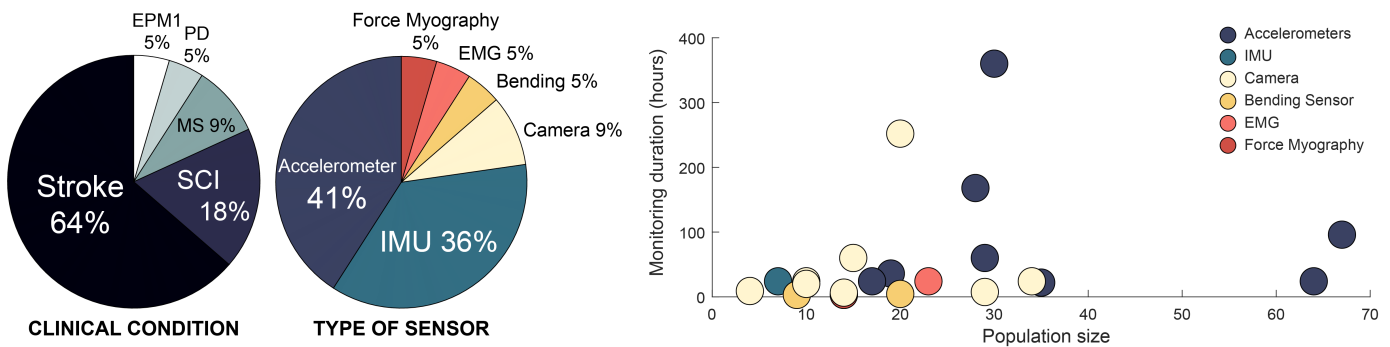 EPM1
5%
PD
5%
MS 9%
SCI
18%
Stroke
64%
CLINICAL CONDITION
Force Myography
5%
EMG 5%
Bending 5%
Camera 9%
Accelerometer
41%
IMU 36%
TYPE OF SENSOR
Monitoring duration (hours)
400
300
200
100
0
0 10 20 30 40 50 60 70
Population size
Accelerometers
IMU
Camera
Bending Sensor
EMG
Force Myography